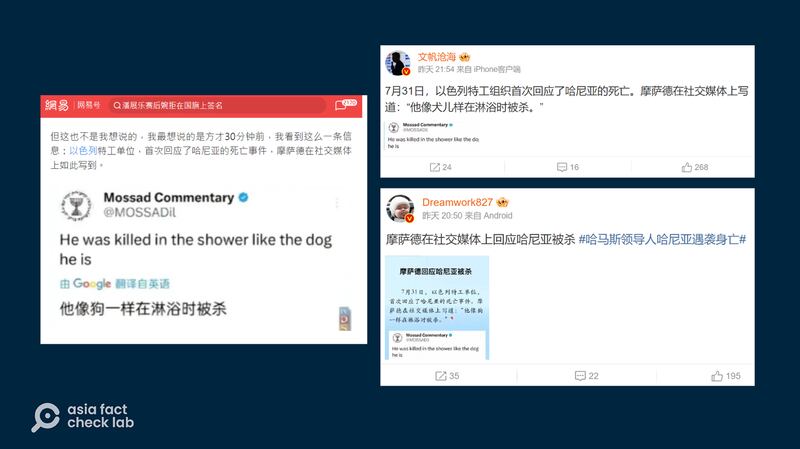 網易 | 网易号
潘展乐赛后婉拒在国旗上签名
2170
但这也不是我想说的，我最想说的是方才30分钟前，我看到这么一条信
息：以色列特工单位，首次回应了哈尼亚的死亡事件，摩萨德在社交媒体
上如此写到。
Mossad Commentary
@MOSSADil
He was killed in the shower like the dog
he is
由 Google 翻译自英语
他像狗一样在淋浴时被杀
文帆沧海
昨天 21:54 来自 iPhone客户端
7月31日，以色列特工组织首次回应了哈尼亚的死亡。摩萨德在社交媒体上写
道：“他像犬儿样在淋浴时被杀。”
Mossad Commentary
@MOSSADil
He was killed in the shower like the dog
he is
24
16
268
Dreamwork827
昨天 20:50 来自 Android
摩萨德在社交媒体上回应哈尼亚被杀 #哈马斯领导人哈尼亚遇袭身亡#
摩萨德回应哈尼亚被杀
7月31日，以色列特工单位，
首次回应了哈尼亚的死亡事件，摩
萨德在社交媒体上写道：“他像狗
一样在淋浴时被杀。”
Mossad Commentary
@MOSSADil
He was killed in the shower like the dog
he is
35
22
195
asia fact
check lab